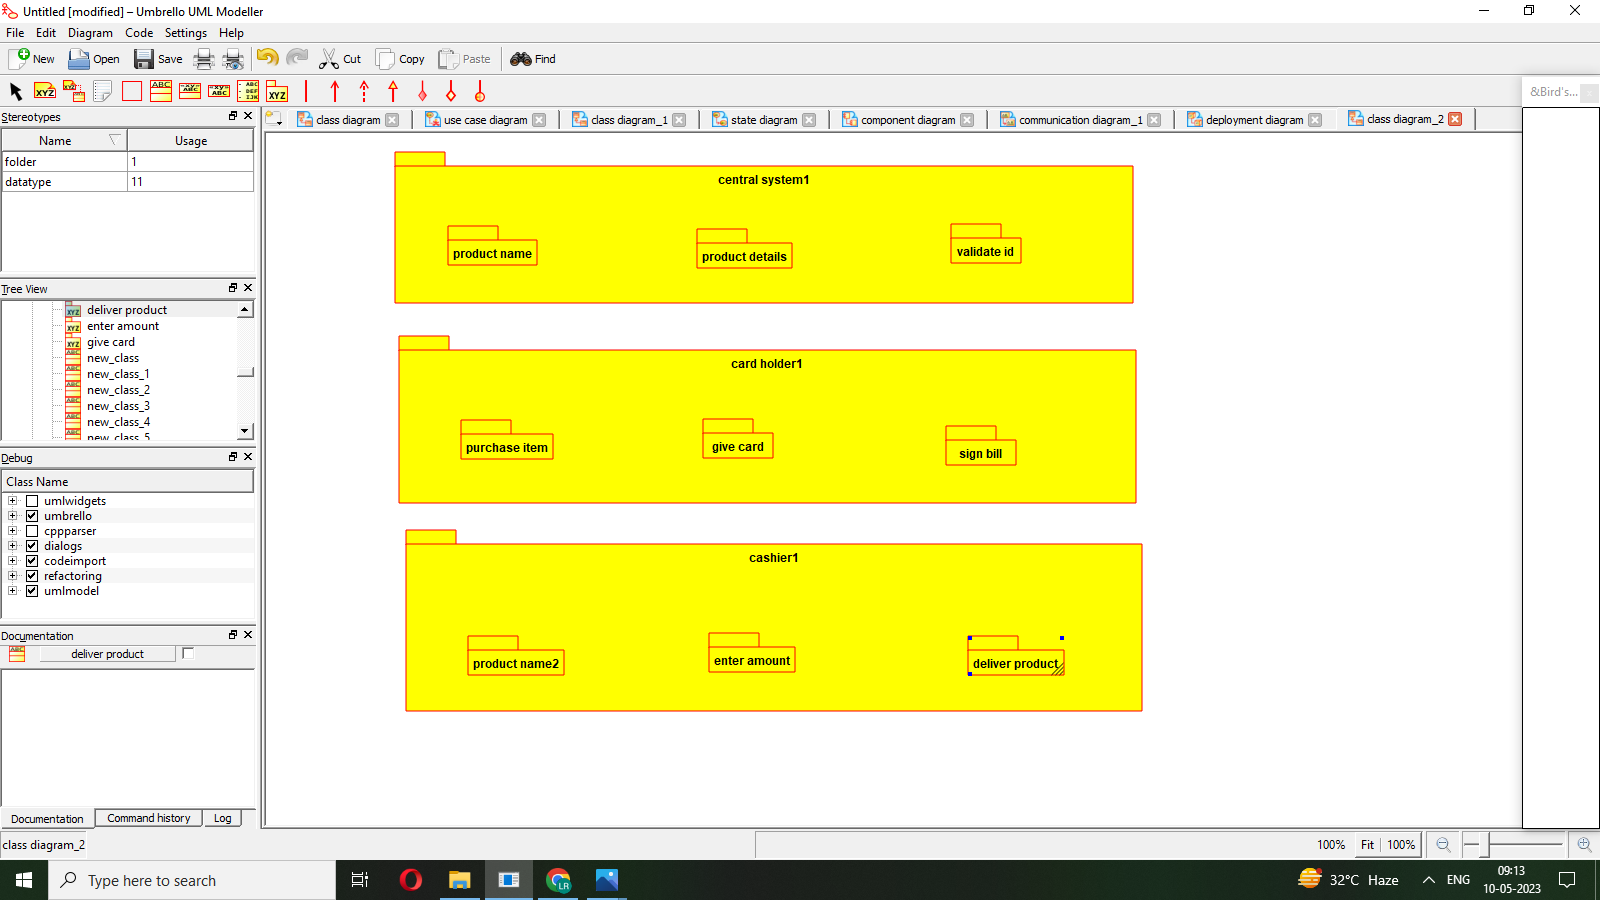 Untitled [modified] – Umbrello UML Modeller
File Edit Diagram Code Settings Help
New Open Save Cut Copy Paste Find
Stereotypes
Name Usage
folder 1
datatype 11
Tree View
deliver product
enter amount
give card
new_class
new_class_1
new_class_2
new_class_3
new_class_4
new_class_5
Debug
Class Name
umlwidgets
umbrello
cppparser
dialogs
codeimport
refactoring
umlmodel
Documentation
deliver product
Documentation Command history Log
class diagram use case diagram class diagram_1 state diagram component diagram communication diagram_1 deployment diagram class diagram_2
&Bird's...
central system1
product name product details validate id
card holder1
purchase item give card sign bill
cashier1
product name2 enter amount deliver product
class diagram_2
100% Fit 100%
Type here to search
32°C Haze
ENG
09:13
10-05-2023